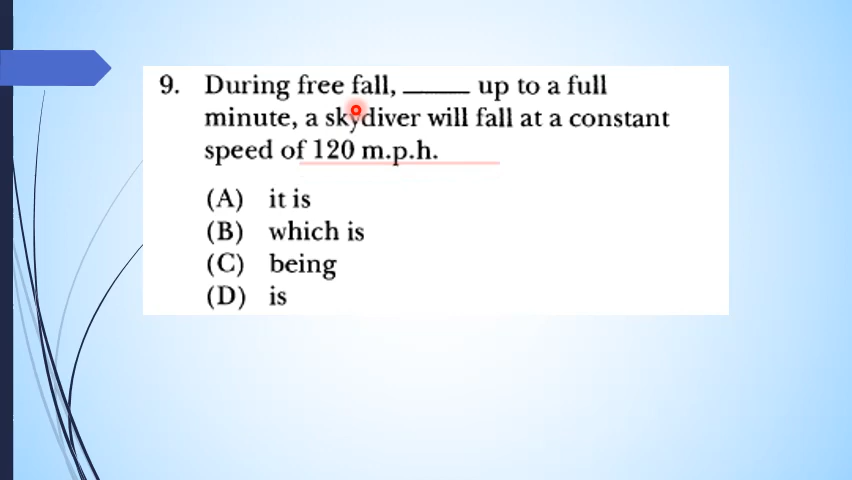 9. During free fall, _____ up to a full
minute, a skydiver will fall at a constant
speed of 120 m.p.h.
(A) it is
(B) which is
(C) being
(D) is